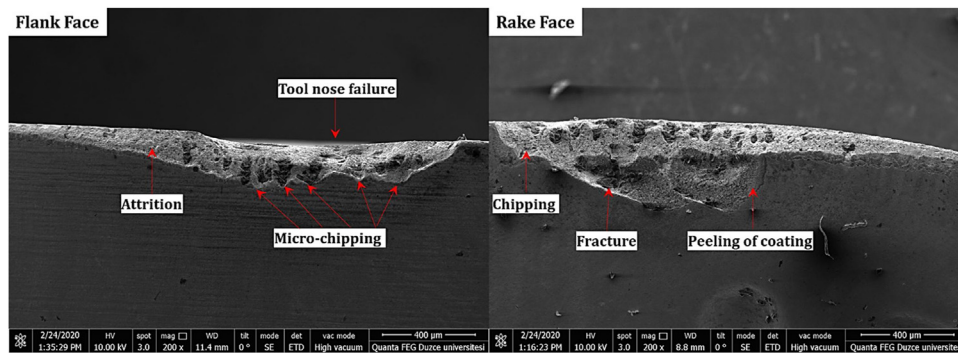 Flank Face
Tool nose failure
Attrition
Micro-chipping
2/24/2020 HV spot mag WD tilt mode det vac mode 400 µm
1:35:29 PM 10.00 kV 3.0 200 x 11.4 mm 0 ° SE ETD High vacuum Quanta FEG Duzce universitesi
Rake Face
Chipping
Fracture
Peeling of coating
2/24/2020 HV spot mag WD tilt mode det vac mode 400 µm
1:16:23 PM 10.00 kV 3.0 200 x 8.8 mm 0 ° SE ETD High vacuum Quanta FEG Duzce universitesi